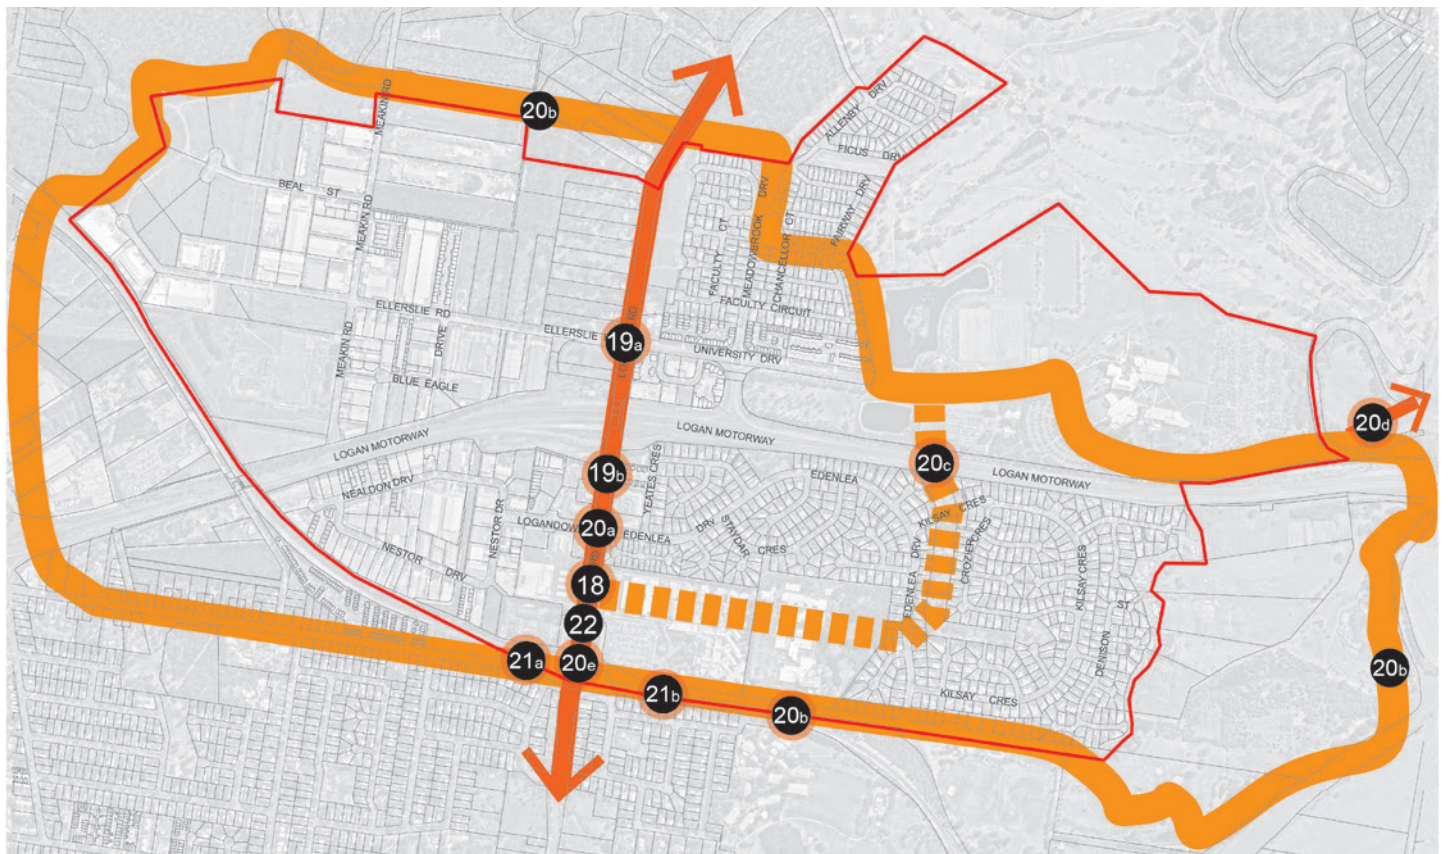 44
MEAKIN RD
20b
ALLENBY DRV
FICUS DRV
BEAL ST
MEAKIN RD
FACULTY CT
MEADOWBROOK DRV
CHANCELLOR CT
FAIRWAY DRV
FACULTY CIRCUIT
ELLERSLIE RD
ELLERSLIE
RD
19a
UNIVERSITY DRV
MEAKIN RD
DRIVE
BLUE EAGLE
20d
LOGAN MOTORWAY
LOGAN MOTORWAY
LOGAN MOTORWAY
19b
20c
YEATES CRES
EDENLEA
NEALDON DRV
NESTOR DR
KILSAY CRES
20a
EDENLEA
DRV
STAYDAR CRES
CROZIER CRES
EDENLEA DRV
NESTOR DRV
18
KILSAY CRES
ST
DENISON
22
21a
20e
21b
KILSAY CRES
20b
20b